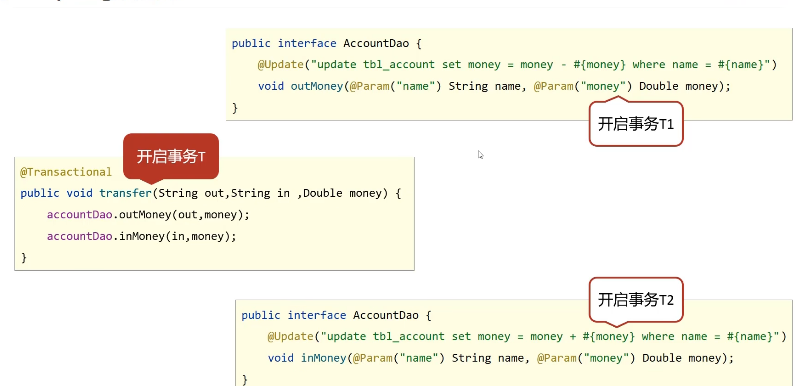 public interface AccountDao {
@Update("update tbl_account set money = money - #{money} where name = #{name}")
void outMoney(@Param("name") String name, @Param("money") Double money);
}
开启事务T1
开启事务T
@Transactional
public void transfer(String out,String in ,Double money) {
accountDao.outMoney(out,money);
accountDao.inMoney(in,money);
}
开启事务T2
public interface AccountDao {
@Update("update tbl_account set money = money + #{money} where name = #{name}")
void inMoney(@Param("name") String name, @Param("money") Double money);
}